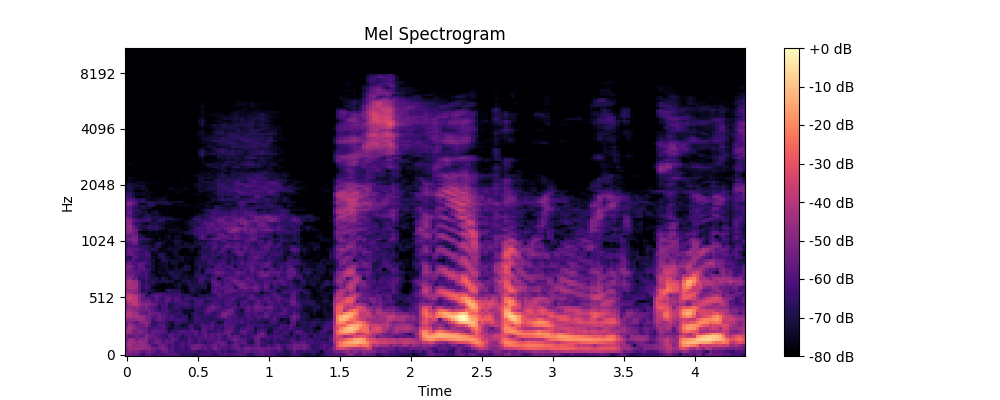 Mel Spectrogram
+0 dB
8192
-10 dB
4096
-20 dB
-30 dB
2048
Hz
-40 dB
1024
-50 dB
512
-60 dB
-70 dB
0
-80 dB
0 0.5 1 1.5 2 2.5 3 3.5 4
Time